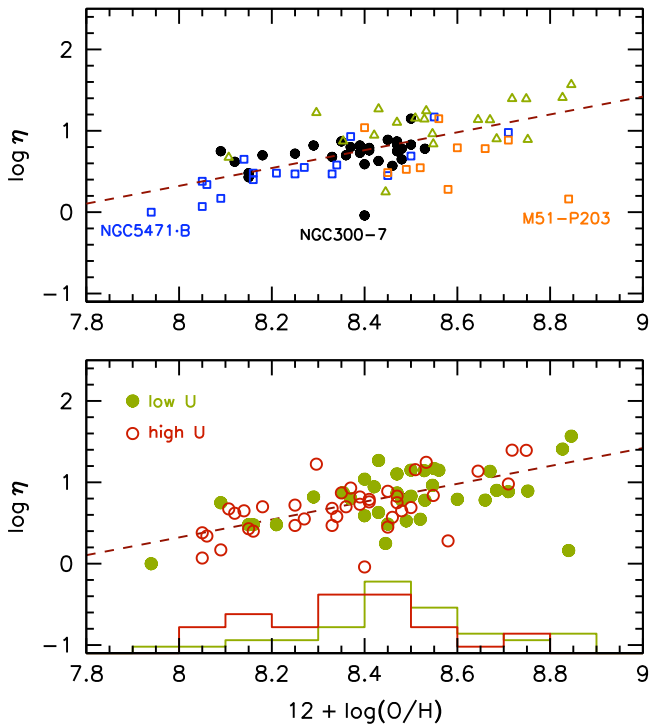 2
1
log η
0
NGC5471-B
NGC300-7
M51-P203
-1
7.8 8 8.2 8.4 8.6 8.8 9
low U
2
high U
1
log η
0
-1
7.8 8 8.2 8.4 8.6 8.8 9
12 + log(O/H)